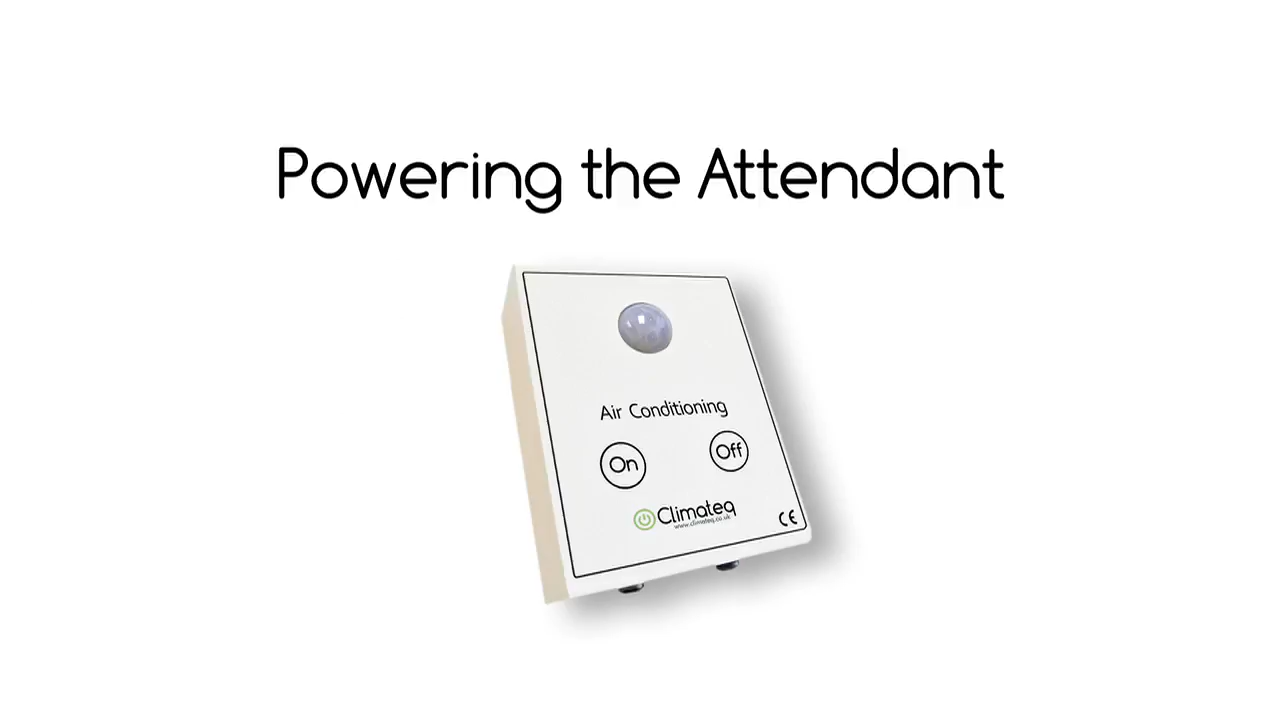 Powering the Attendant
Air Conditioning
On
Off
Climateq
www.climateq.co.uk
CE